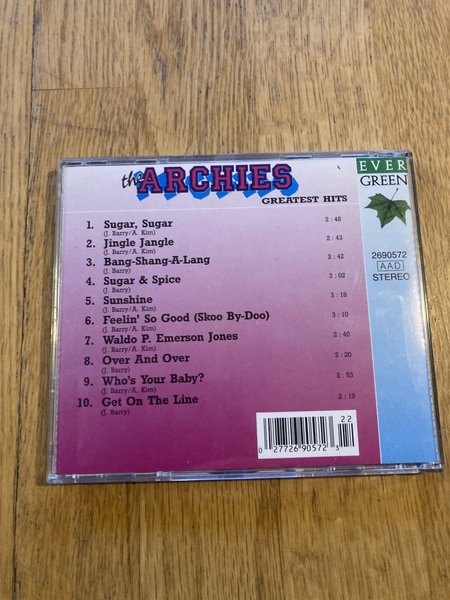 the ARCHIES
GREATEST HITS
1. Sugar, Sugar 2:48
(J. Barry/A. Kim)
2. Jingle Jangle 2:43
(J. Barry/A. Kim)
3. Bang-Shang-A-Lang 2:42
(J. Barry)
4. Sugar & Spice 2:02
(J. Barry)
5. Sunshine 3:18
(J. Barry/A. Kim)
6. Feelin' So Good (Skoo By-Doo) 3:10
(J. Barry/A. Kim)
7. Waldo P. Emerson Jones 2:40
(J. Barry/A. Kim)
8. Over And Over 2:20
(J. Barry)
9. Who's Your Baby? 2:53
(J. Barry/A. Kim)
10. Get On The Line 2:19
(J. Barry)
EVER
GREEN
2690572
AAD
STEREO
22
0 27726 90572 3